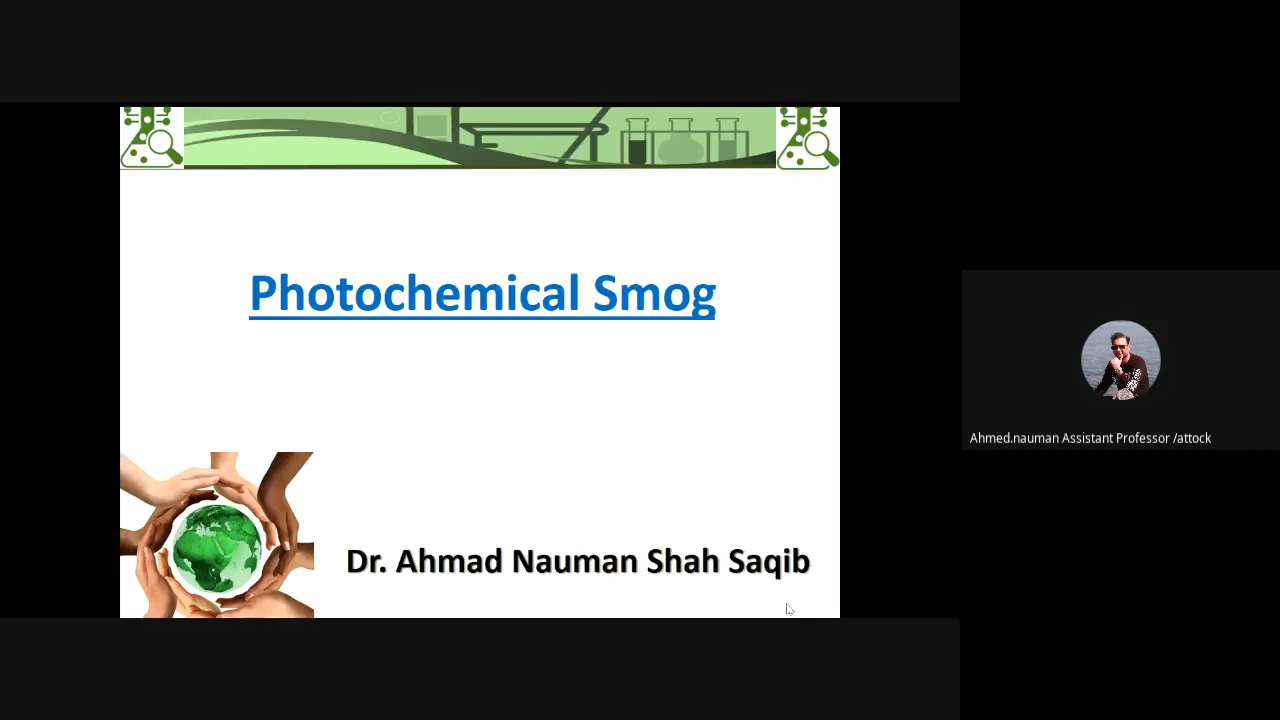 Photochemical Smog
Dr. Ahmad Nauman Shah Saqib
Ahmed.nauman Assistant Professor /attock